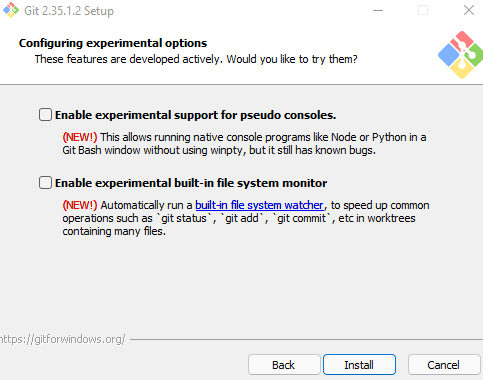 Git 2.35.1.2 Setup
Configuring experimental options
These features are developed actively. Would you like to try them?
Enable experimental support for pseudo consoles.
(NEW!) This allows running native console programs like Node or Python in a
Git Bash window without using winpty, but it still has known bugs.
Enable experimental built-in file system monitor
(NEW!) Automatically run a built-in file system watcher, to speed up common
operations such as `git status`, `git add`, `git commit`, etc in worktrees
containing many files.
https://gitforwindows.org/
Back Install Cancel